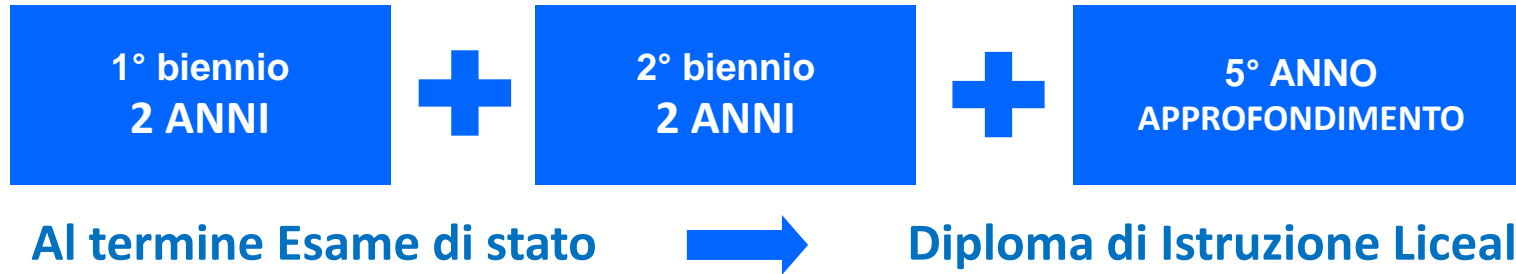 1° biennio
2 ANNI
2° biennio
2 ANNI
5° ANNO
APPROFONDIMENTO
Al termine Esame di stato
Diploma di Istruzione Liceal